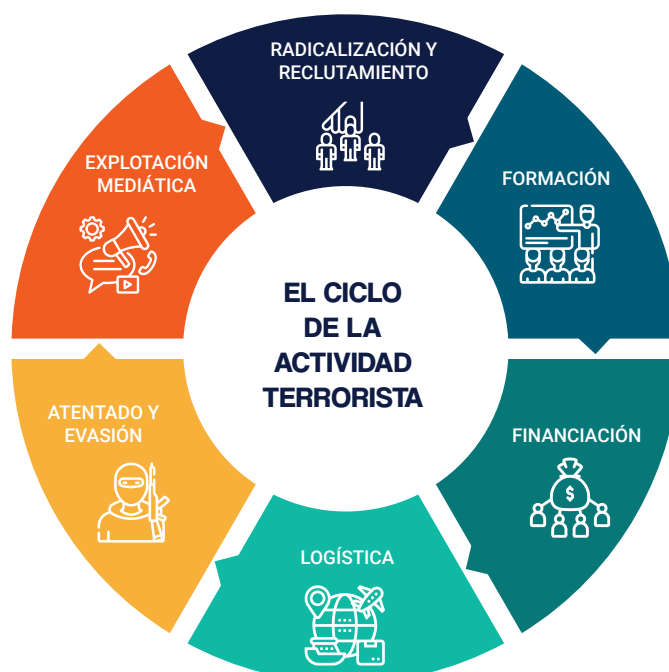 RADICALIZACIÓN Y
RECLUTAMIENTO
FORMACIÓN
FINANCIACIÓN
LOGÍSTICA
ATENTADO Y
EVASIÓN
EXPLOTACIÓN
MEDIÁTICA
EL CICLO
DE LA
ACTIVIDAD
TERRORISTA
$